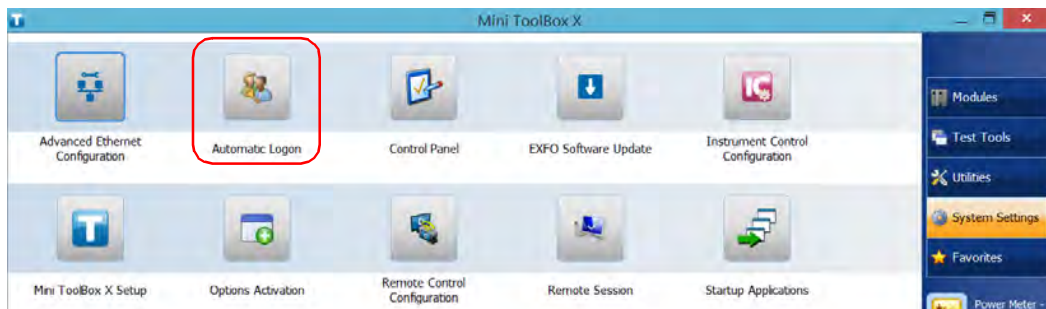 Mini ToolBox X
Advanced Ethernet
Configuration
Automatic Logon
Control Panel
EXFO Software Update
Instrument Control
Configuration
Mini ToolBox X Setup
Options Activation
Remote Control
Configuration
Remote Session
Startup Applications
Modules
Test Tools
Utilities
System Settings
Favorites
Power Meter -